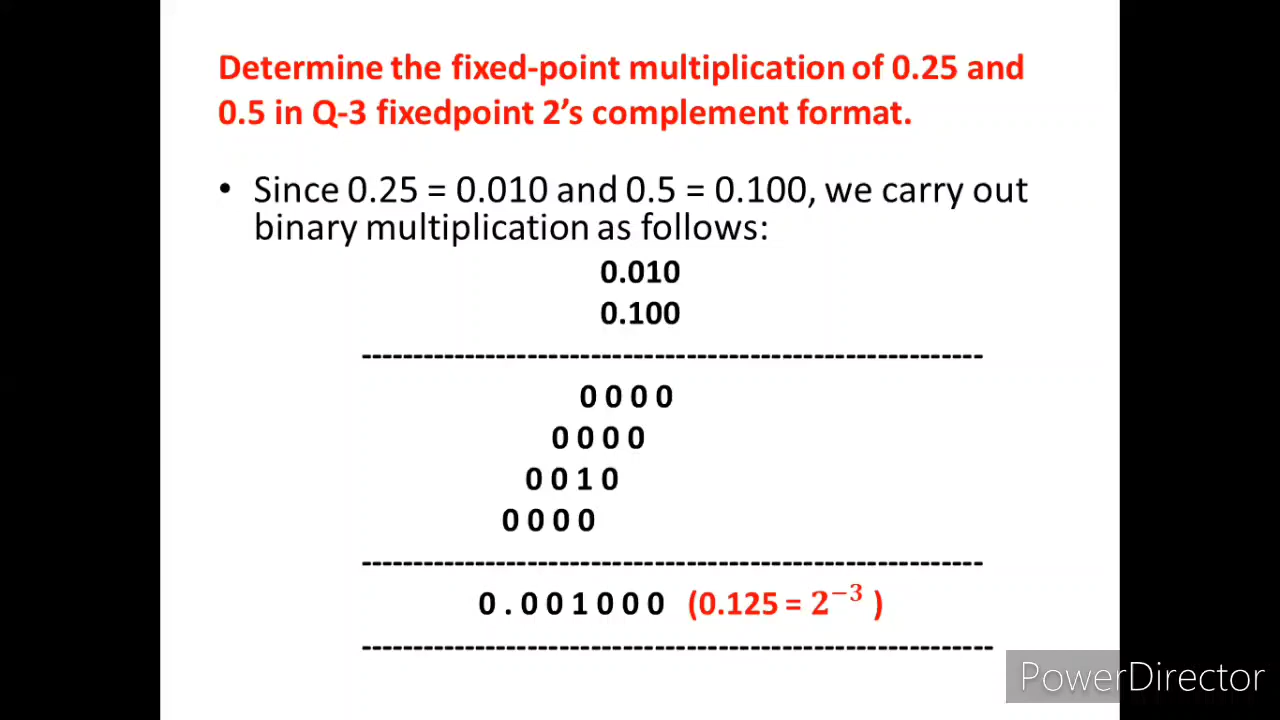 Determine the fixed-point multiplication of 0.25 and
0.5 in Q-3 fixedpoint 2’s complement format.
• Since 0.25 = 0.010 and 0.5 = 0.100, we carry out
binary multiplication as follows:
0.010
0.100
------------------------------------------------------------
0 0 0 0
0 0 0 0
0 0 1 0
0 0 0 0
------------------------------------------------------------
0 . 0 0 1 0 0 0 (0.125 = 2⁻³ )
-------------------------------------------------------------
PowerDirector